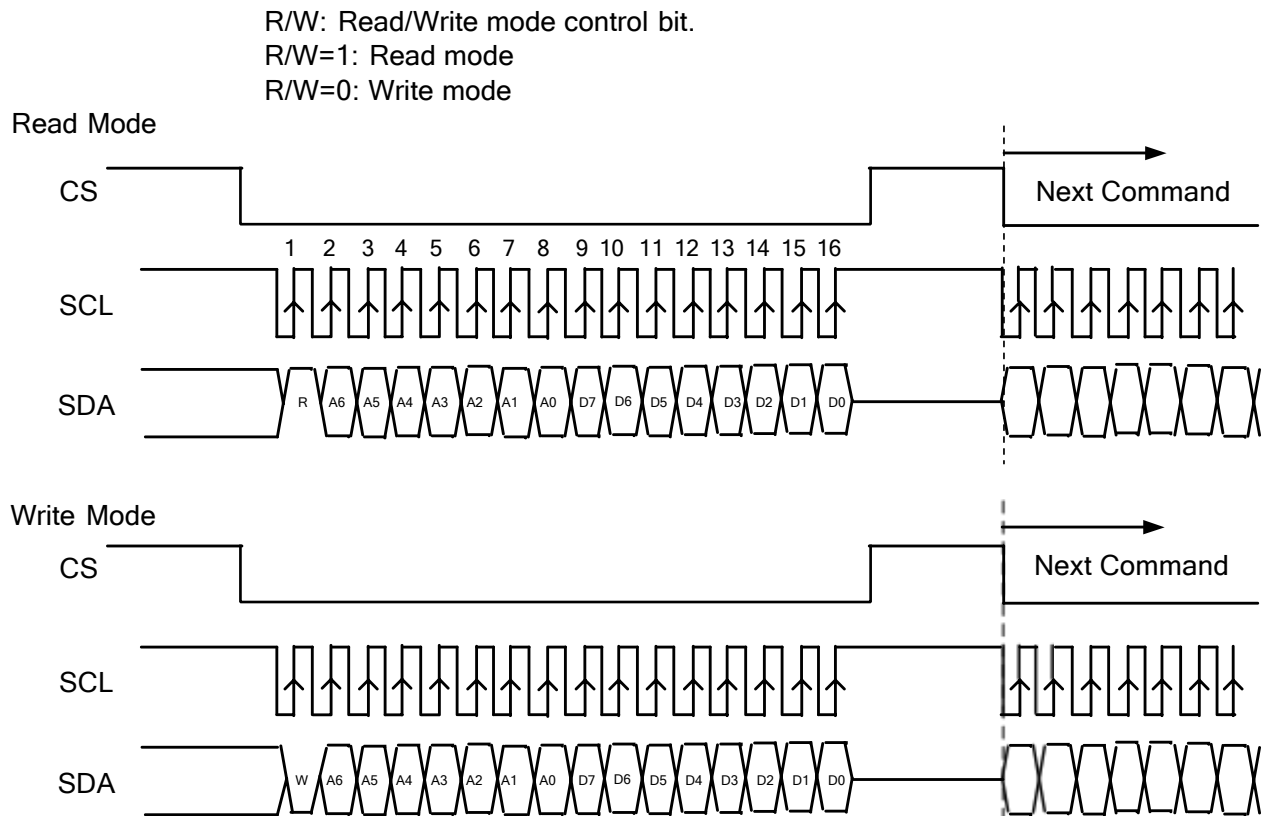 R/W: Read/Write mode control bit.
R/W=1: Read mode
R/W=0: Write mode
Read Mode
CS
Next Command
1 2 3 4 5 6 7 8 9 10 11 12 13 14 15 16
SCL
SDA
R A6 A5 A4 A3 A2 A1 A0 D7 D6 D5 D4 D3 D2 D1 D0
Write Mode
CS
Next Command
SCL
SDA
W A6 A5 A4 A3 A2 A1 A0 D7 D6 D5 D4 D3 D2 D1 D0